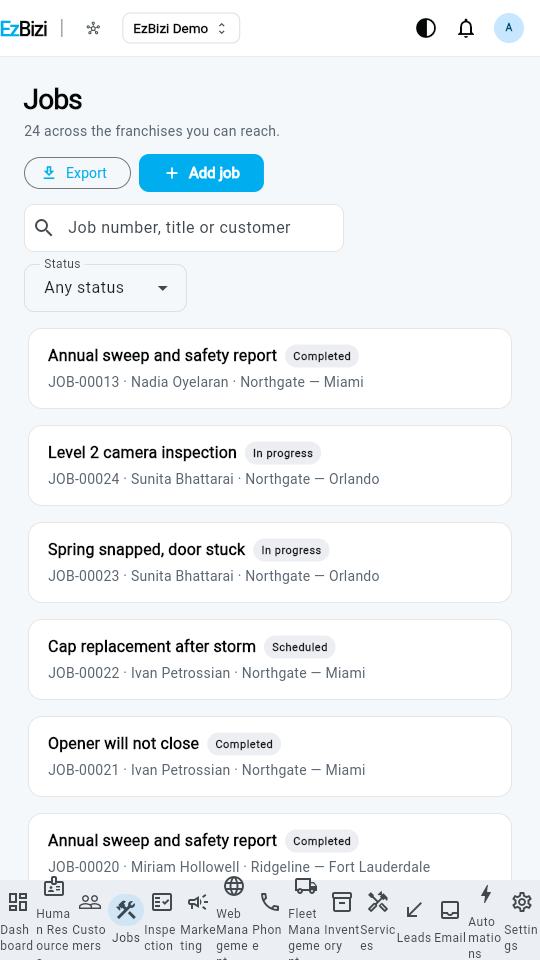 EzBizi
EzBizi Demo
A
Jobs
24 across the franchises you can reach.
Export
Add job
Job number, title or customer
Status
Any status
Annual sweep and safety report Completed
JOB-00013 · Nadia Oyelaran · Northgate — Miami
Level 2 camera inspection In progress
JOB-00024 · Sunita Bhattarai · Northgate — Orlando
Spring snapped, door stuck In progress
JOB-00023 · Sunita Bhattarai · Northgate — Orlando
Cap replacement after storm Scheduled
JOB-00022 · Ivan Petrossian · Northgate — Miami
Opener will not close Completed
JOB-00021 · Ivan Petrossian · Northgate — Miami
Annual sweep and safety report Completed
JOB-00020 · Miriam Hollowell · Ridgeline — Fort Lauderdale
Dash
board
Huma
n Res
ource
Custo
mers
Jobs
Inspe
ction
Marke
ting
Web
Mana
geme
Phon
e
Fleet
Mana
geme
Invent
ory
Servic
es
Leads
Email
Auto
matio
ns
Settin
gs